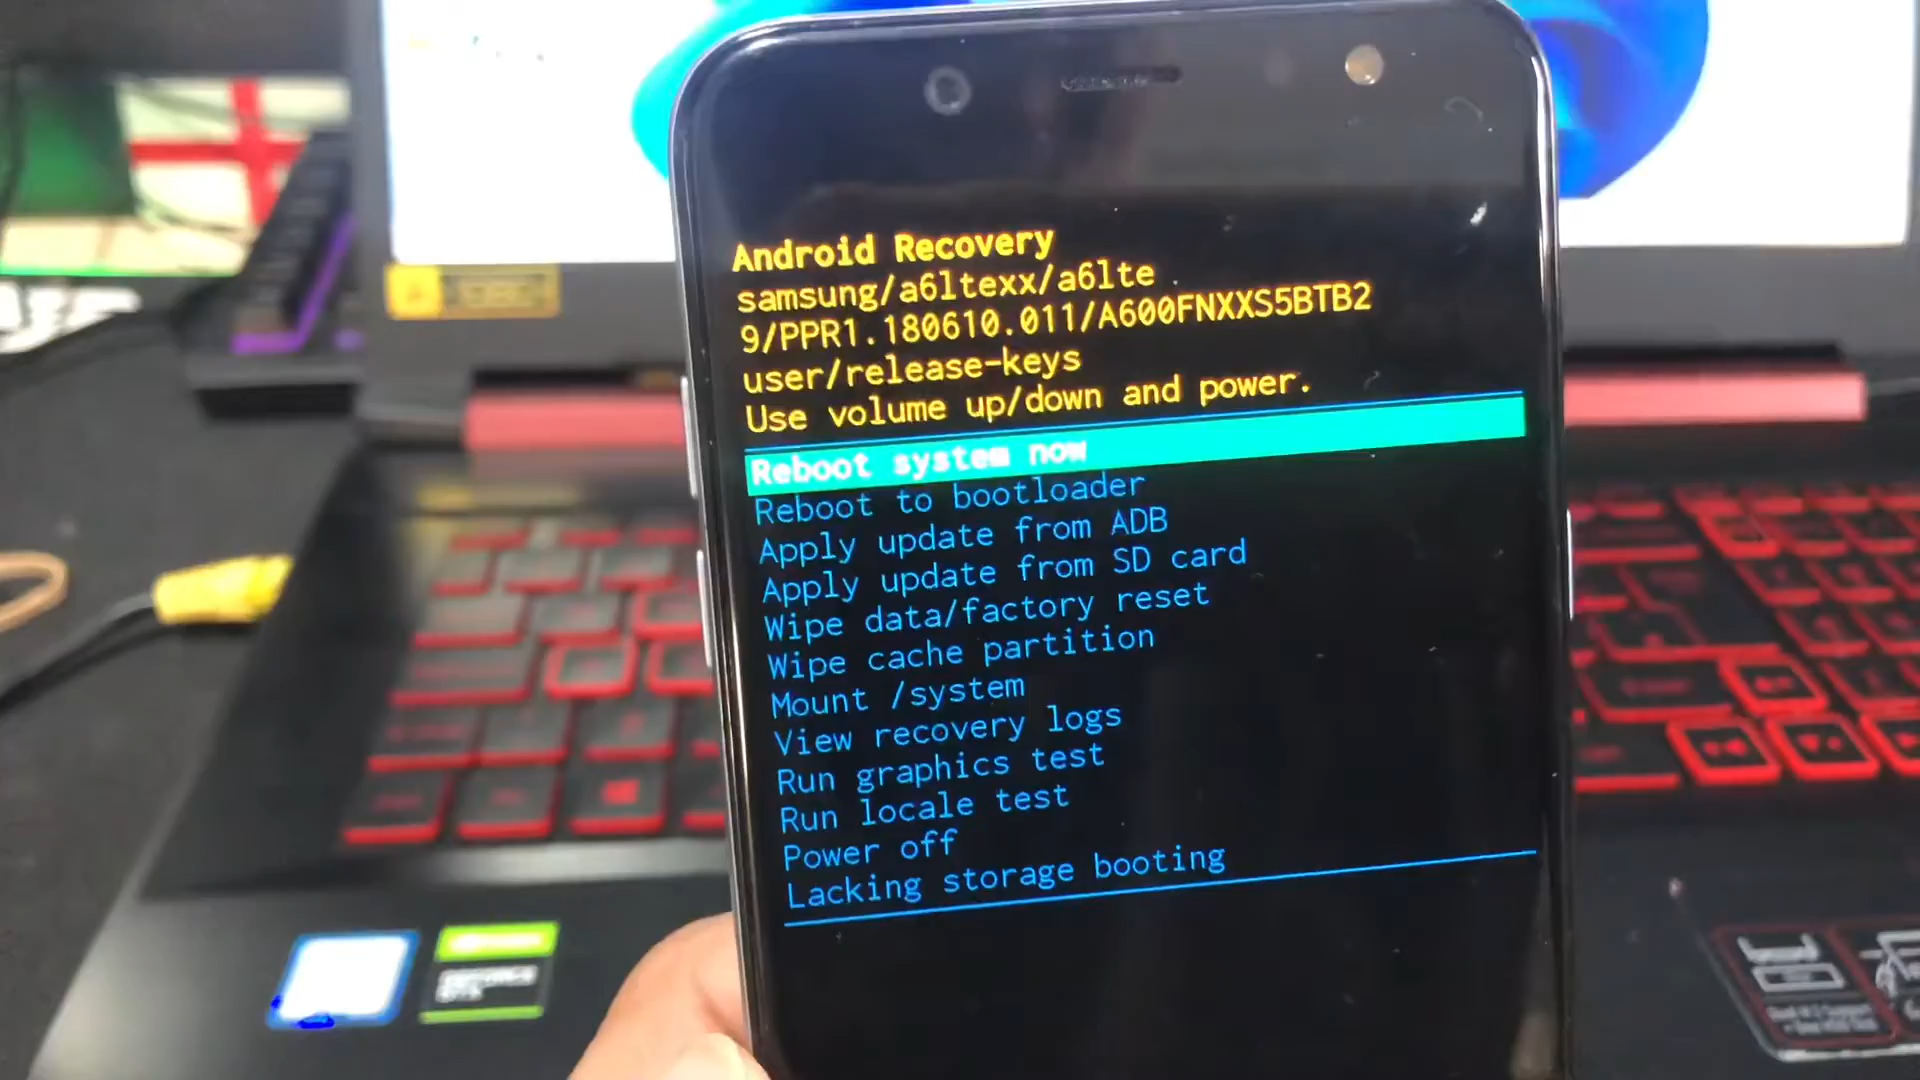 Android Recovery
samsung/a6ltexx/a6lte
9/PPR1.180610.011/A600FNXXS5BTB2
user/release-keys
Use volume up/down and power.
Reboot system now
Reboot to bootloader
Apply update from ADB
Apply update from SD card
Wipe data/factory reset
Wipe cache partition
Mount /system
View recovery logs
Run graphics test
Run locale test
Power off
Lacking storage booting